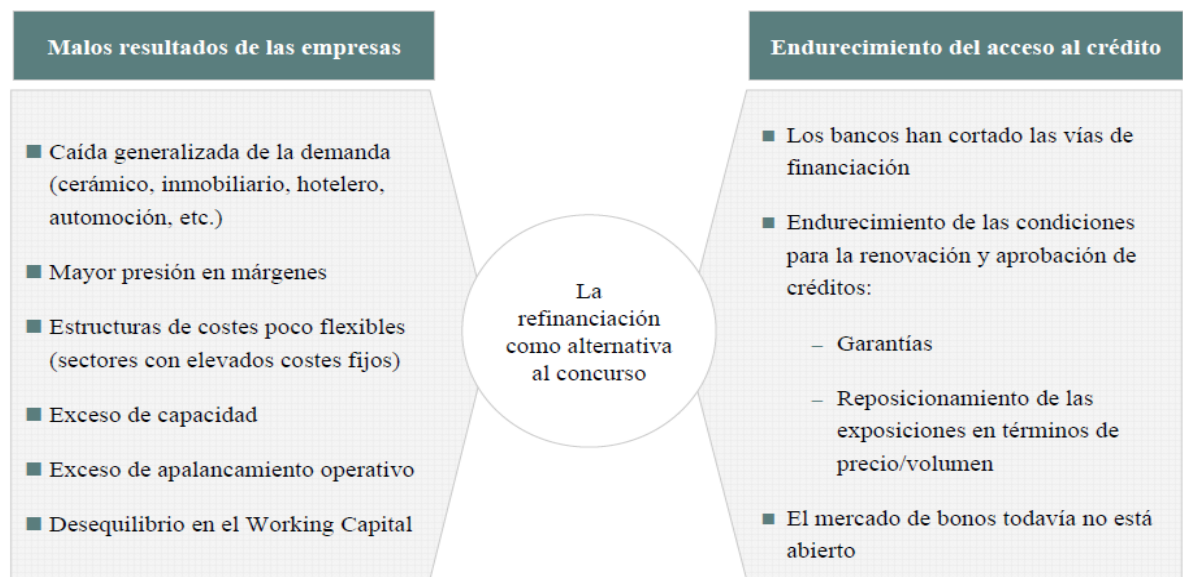 Malos resultados de las empresas
Caída generalizada de la demanda
(cerámico, inmobiliario, hotelero,
automoción, etc.)
Mayor presión en márgenes
Estructuras de costes poco flexibles
(sectores con elevados costes fijos)
Exceso de capacidad
Exceso de apalancamiento operativo
Desequilibrio en el Working Capital
La
refinanciación
como alternativa
al concurso
Endurecimiento del acceso al crédito
Los bancos han cortado las vías de
financiación
Endurecimiento de las condiciones
para la renovación y aprobación de
créditos:
– Garantías
– Reposicionamiento de las
exposiciones en términos de
precio/volumen
El mercado de bonos todavía no está
abierto